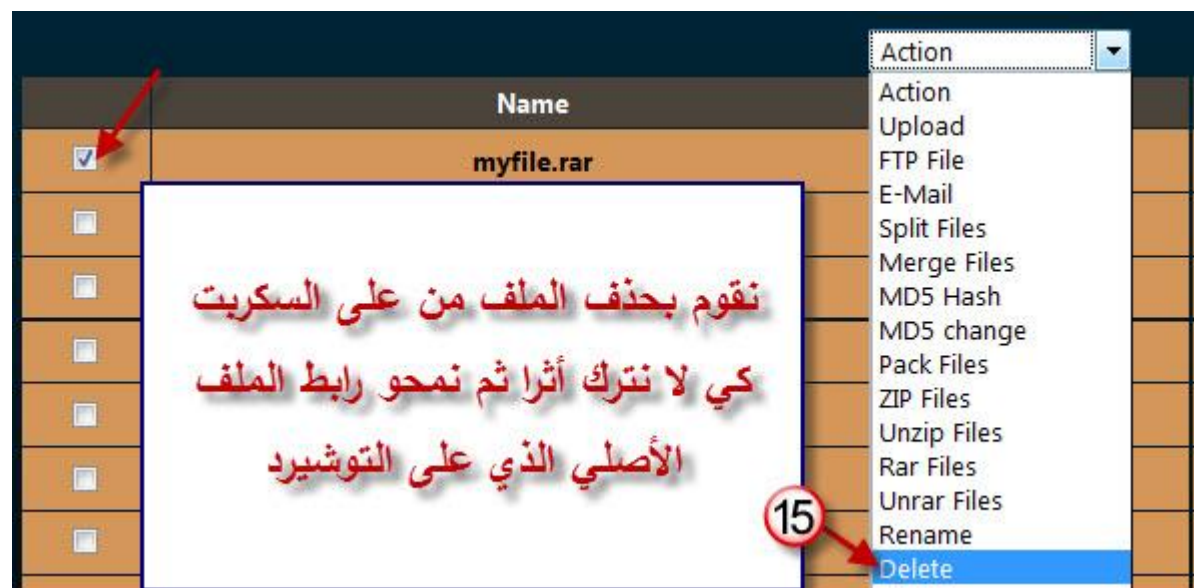 Action
Name
myfile.rar
Action
Upload
FTP File
E-Mail
Split Files
Merge Files
MD5 Hash
MD5 change
Pack Files
ZIP Files
Unzip Files
Rar Files
Unrar Files
Rename
Delete
نقوم بحذف الملف من على السكربت
كي لا نترك أثرا ثم نمحو رابط الملف
الأصلي الذي على التوشيرد
15